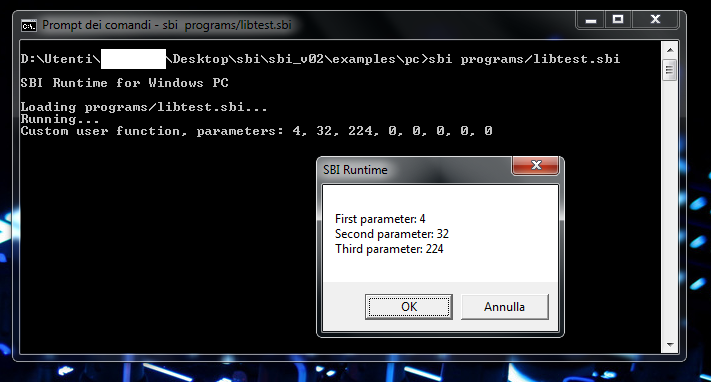 Prompt dei comandi - sbi programs/libtest.sbi
D:\Utenti\ \Desktop\sbi\sbi_v02\examples\pc>sbi programs/libtest.sbi
SBI Runtime for Windows PC
Loading programs/libtest.sbi...
Running...
Custom user function, parameters: 4, 32, 224, 0, 0, 0, 0, 0
SBI Runtime
First parameter: 4
Second parameter: 32
Third parameter: 224
OK
Annulla